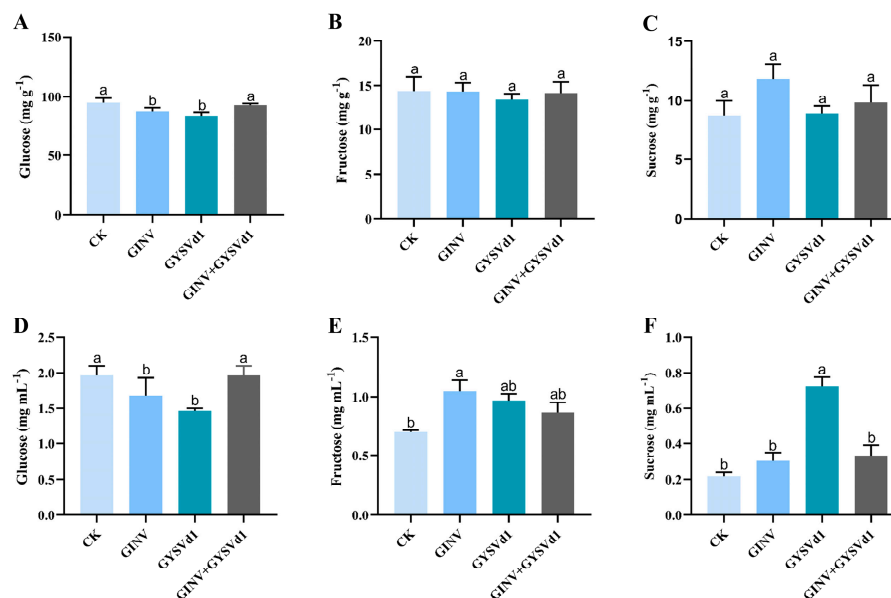 A
Glucose (mg g⁻¹)
150
100
50
0
a
b
b
a
CK
GINV
GYSVd1
GINV+GYSVd1
B
Fructose (mg g⁻¹)
20
15
10
5
0
a
a
a
a
CK
GINV
GYSVd1
GINV+GYSVd1
C
Sucrose (mg g⁻¹)
15
10
5
0
a
a
a
a
CK
GINV
GYSVd1
GINV+GYSVd1
D
Glucose (mg mL⁻¹)
2.5
2.0
1.5
1.0
0.5
0.0
a
b
b
a
CK
GINV
GYSVd1
GINV+GYSVd1
E
Fructose (mg mL⁻¹)
1.5
1.0
0.5
0.0
b
a
ab
ab
CK
GINV
GYSVd1
GINV+GYSVd1
F
Sucrose (mg mL⁻¹)
1.0
0.8
0.6
0.4
0.2
0.0
b
b
a
b
CK
GINV
GYSVd1
GINV+GYSVd1